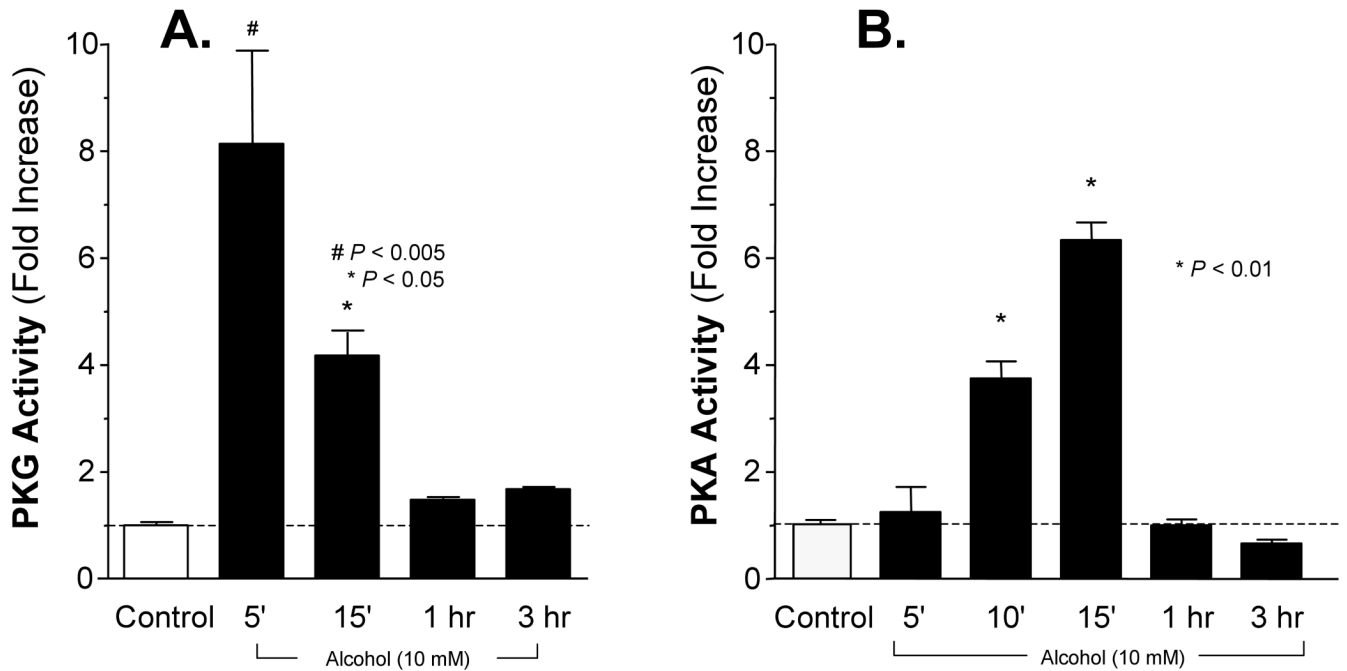 A.
PKG Activity (Fold Increase)
10
8
6
4
2
0
#
# P < 0.005
* P < 0.05
*
Control 5' 15' 1 hr 3 hr
Alcohol (10 mM)
B.
PKA Activity (Fold Increase)
10
8
6
4
2
0
*
* P < 0.01
*
Control 5' 10' 15' 1 hr 3 hr
Alcohol (10 mM)